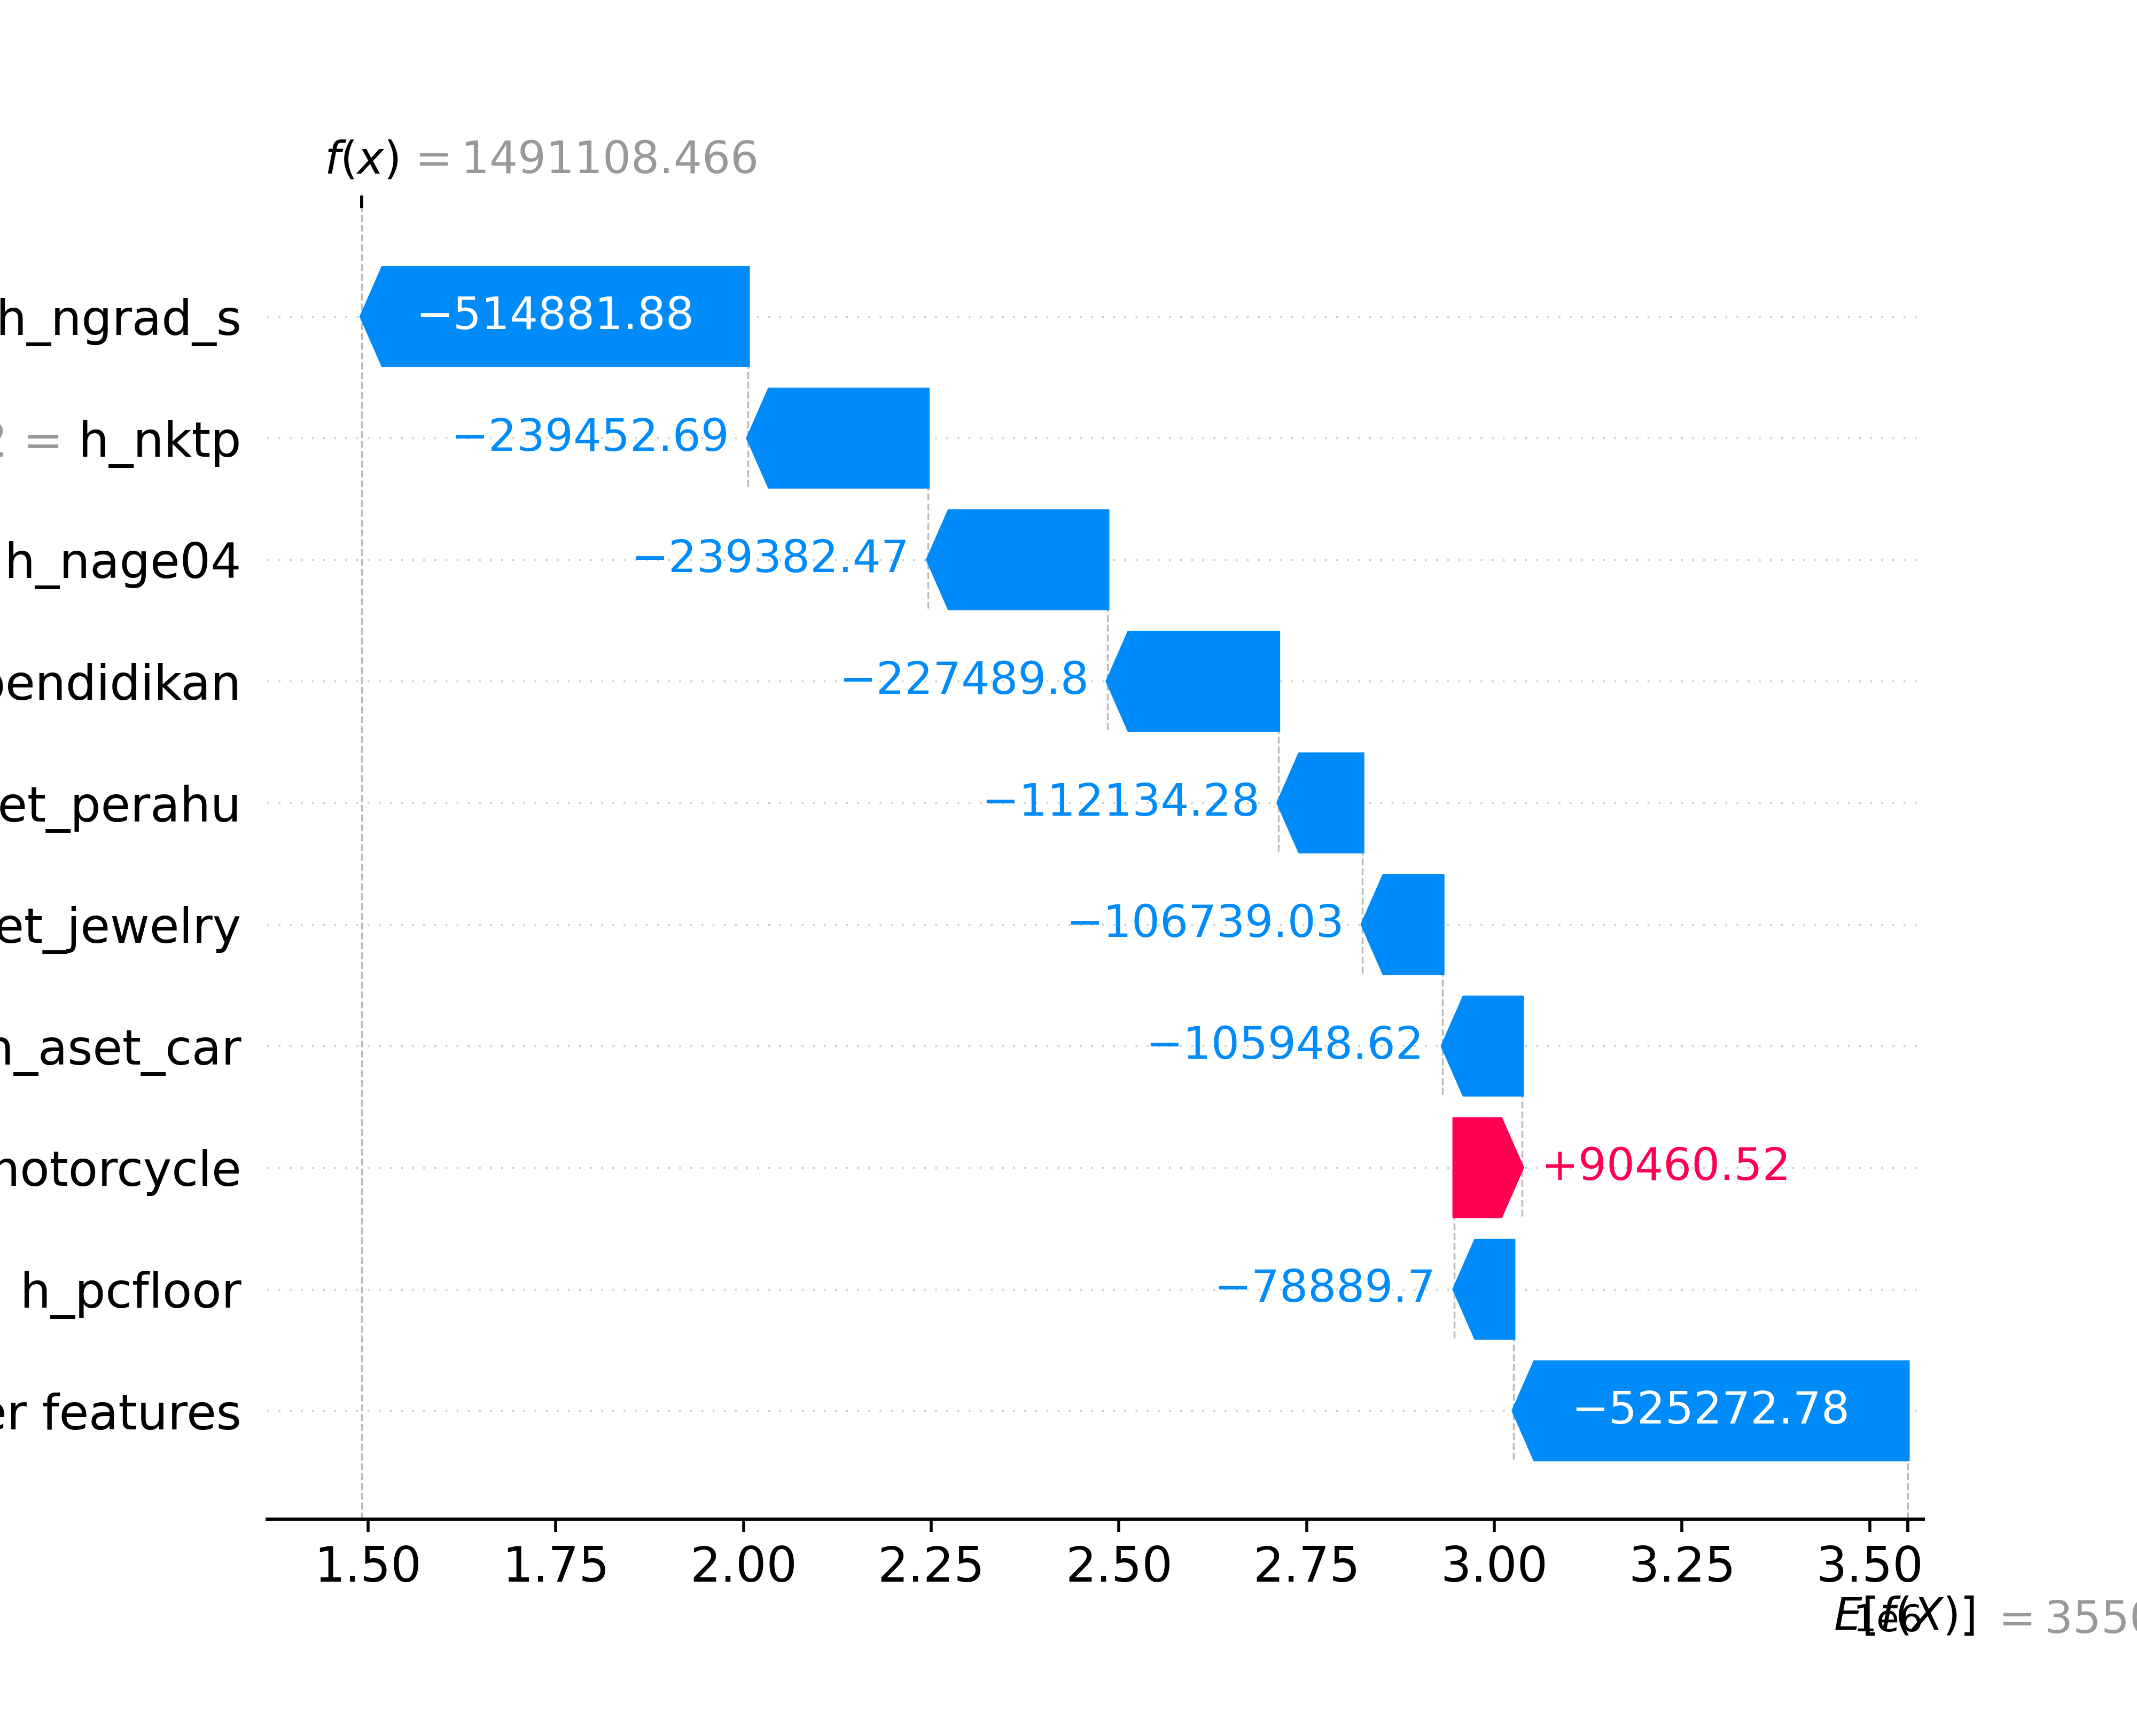 f(x) = 1491108.466
h_ngrad_s −514881.88
= h_nktp −239452.69
h_nage04 −239382.47
pendidikan −227489.8
et_perahu −112134.28
et_jewelry −106739.03
_aset_car −105948.62
otorcycle +90460.52
h_pcfloor −78889.7
er features −525272.78
1.50 1.75 2.00 2.25 2.50 2.75 3.00 3.25 3.50
1e6
E[f(X)] = 355